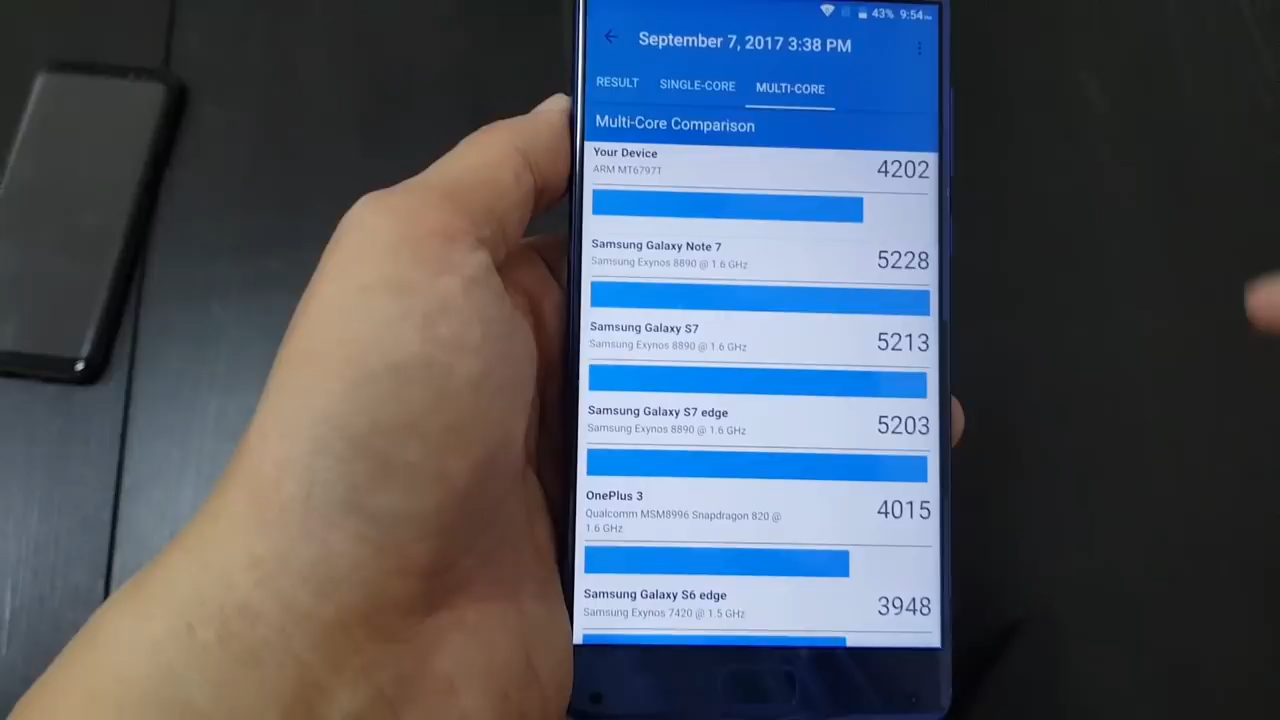 43% 9:54PM
September 7, 2017 3:38 PM
RESULT SINGLE-CORE MULTI-CORE
Multi-Core Comparison
Your Device
ARM MT6797T
4202
Samsung Galaxy Note 7
Samsung Exynos 8890 @ 1.6 GHz
5228
Samsung Galaxy S7
Samsung Exynos 8890 @ 1.6 GHz
5213
Samsung Galaxy S7 edge
Samsung Exynos 8890 @ 1.6 GHz
5203
OnePlus 3
Qualcomm MSM8996 Snapdragon 820 @
1.6 GHz
4015
Samsung Galaxy S6 edge
Samsung Exynos 7420 @ 1.5 GHz
3948